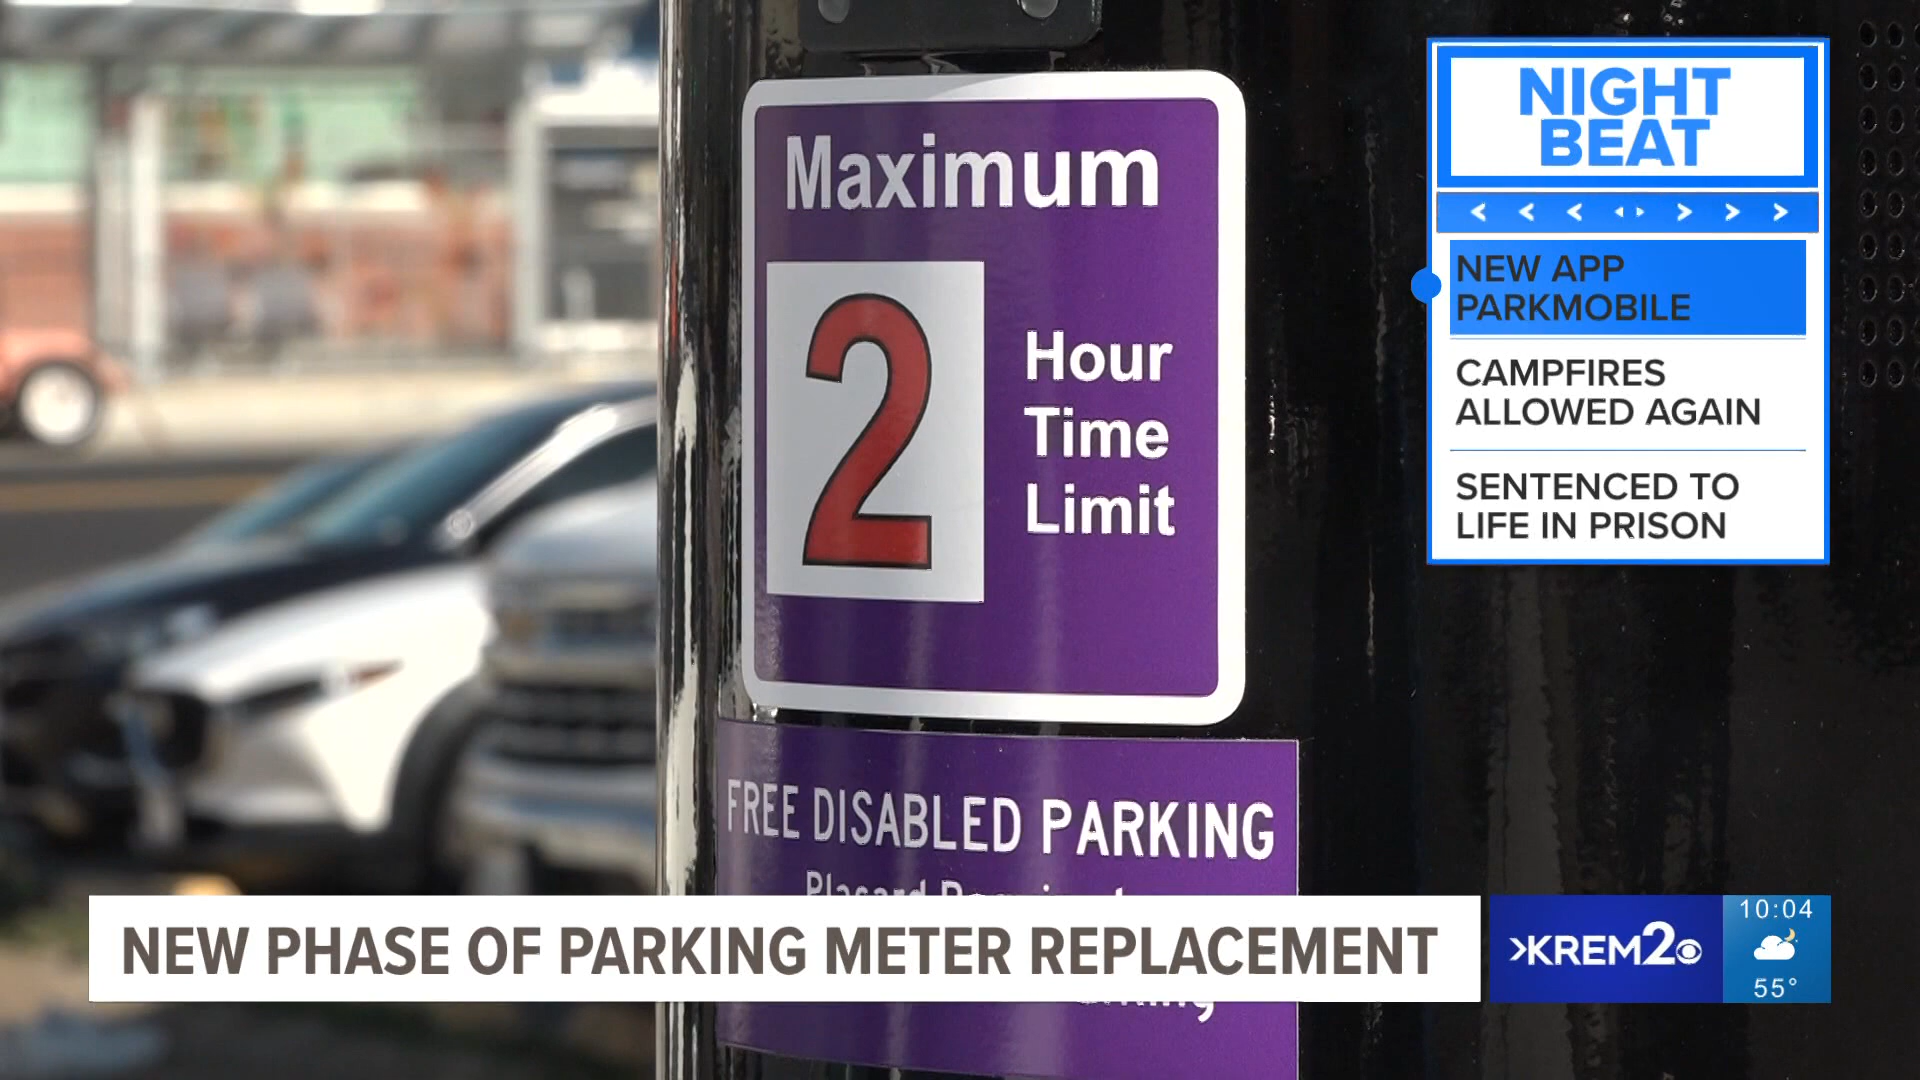 Maximum
2
Hour
Time
Limit
FREE DISABLED PARKING
NIGHT
BEAT
NEW APP
PARKMOBILE
CAMPFIRES
ALLOWED AGAIN
SENTENCED TO
LIFE IN PRISON
NEW PHASE OF PARKING METER REPLACEMENT
KREM2
10:04
55°